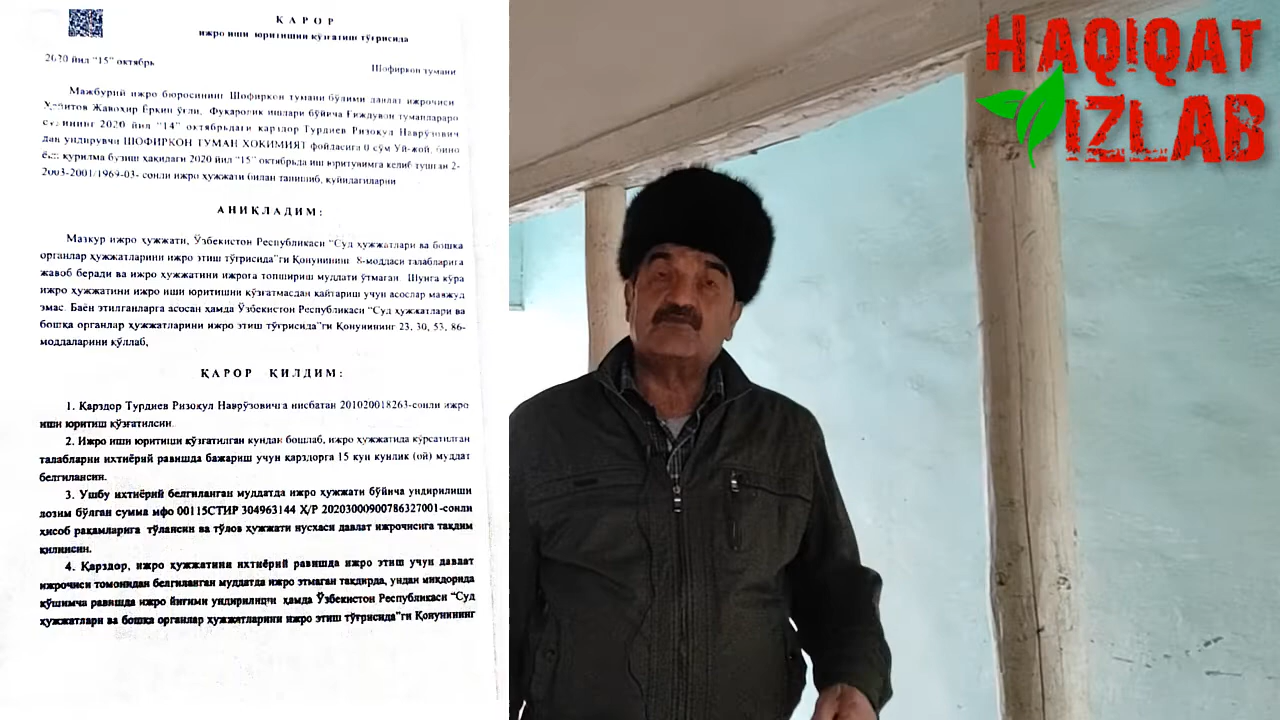 ҚАРОР
ижро иши юритишни қўзғатиш тўғрисида
2020 йил "15" октябрь
Шофиркон тумани
Мажбурий ижро бюросининг Шофиркон тумани бўлими давлат ижрочиси
Ҳабитов Жавоҳир Ёркин ўғли, Фуқаролик ишлари бўйича Ғиждувон туманлараро
судининг 2020 йил "14" октябрьдаги қарздор Турдиев Ризоқул Наврўзович
дан ундирувчи ШОФИРКОН ТУМАН ХОКИМИЯТ фойдасига 0 сўм Уй-жой, бино
ёки қурилма бузиш ҳақидаги 2020 йил "15" октябрьда иш юритувимга келиб тушган 2-
2003-2001/1969-03- сонли ижро ҳужжати билан танишиб, қуйидагиларни
АНИҚЛАДИМ:
Мазкур ижро ҳужжати, Ўзбекистон Республикаси "Суд ҳужжатлари ва бошқа
органлар ҳужжатларини ижро этиш тўғрисида"ги Қонунининг 8-моддаси талабларига
жавоб беради ва ижро ҳужжатини ижрога топшириш муддати ўтмаган. Шунга кўра
ижро ҳужжатини ижро иши юритишни қўзғатмасдан қайтариш учун асослар мавжуд
эмас. Баён этилганларга асосан ҳамда Ўзбекистон Республикаси "Суд ҳужжатлари ва
бошқа органлар ҳужжатларини ижро этиш тўғрисида"ги Қонунининг 23, 30, 53, 86-
моддаларини қўллаб,
ҚАРОР ҚИЛДИМ:
1. Қарздор Турдиев Ризоқул Наврўзовичга нисбатан 201020018263-сонли ижро
иши юритиш қўзғатилсин.
2. Ижро иши юритиши қўзғатилган кундан бошлаб, ижро ҳужжатида кўрсатилган
талабларни ихтиёрий равишда бажариш учун қарздорга 15 кун кунлик (ой) муддат
белгилансин.
3. Ушбу ихтиёрий белгиланган муддатда ижро ҳужжати бўйича ундирилиши
лозим бўлган сумма мфо 00115СТИР 304963144 Ҳ/Р 20203000900786327001-сонли
ҳисоб рақамларига тўлансин ва тўлов ҳужжати нусхаси давлат ижрочисига тақдим
қилинсин.
4. Қарздор, ижро ҳужжатини ихтиёрий равишда ижро этиш учун давлат
ижрочиси томонидан белгиланган муддатда ижро этмаган тақдирда, ундан миқдорида
қўшимча равишда ижро йиғими ундирилиши ҳамда Ўзбекистон Республикаси "Суд
ҳужжатлари ва бошқа органлар ҳужжатларини ижро этиш тўғрисида"ги Қонунининг
HAQIQAT
IZLAB